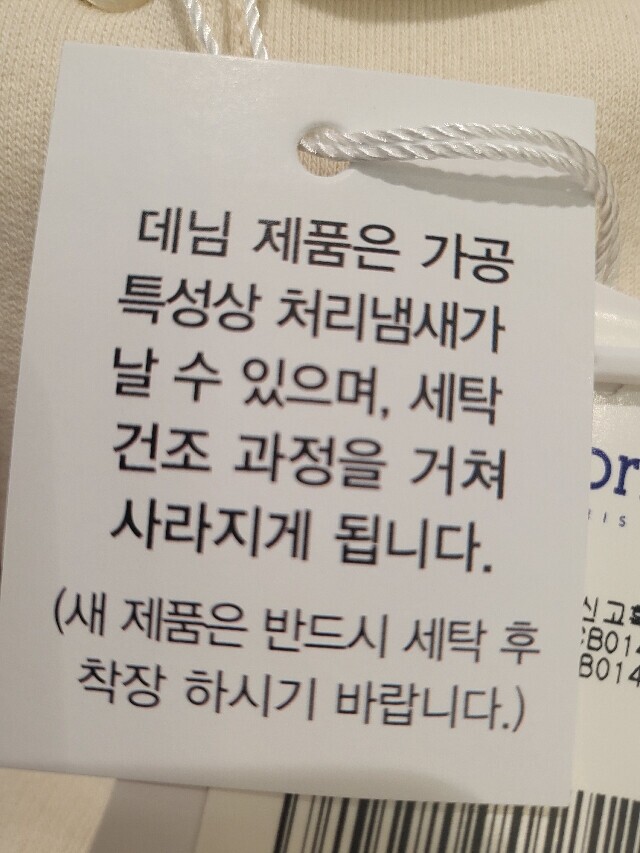 데님 제품은 가공
특성상 처리냄새가
날 수 있으며, 세탁
건조 과정을 거쳐
사라지게 됩니다.
(새 제품은 반드시 세탁 후
착장 하시기 바랍니다.)